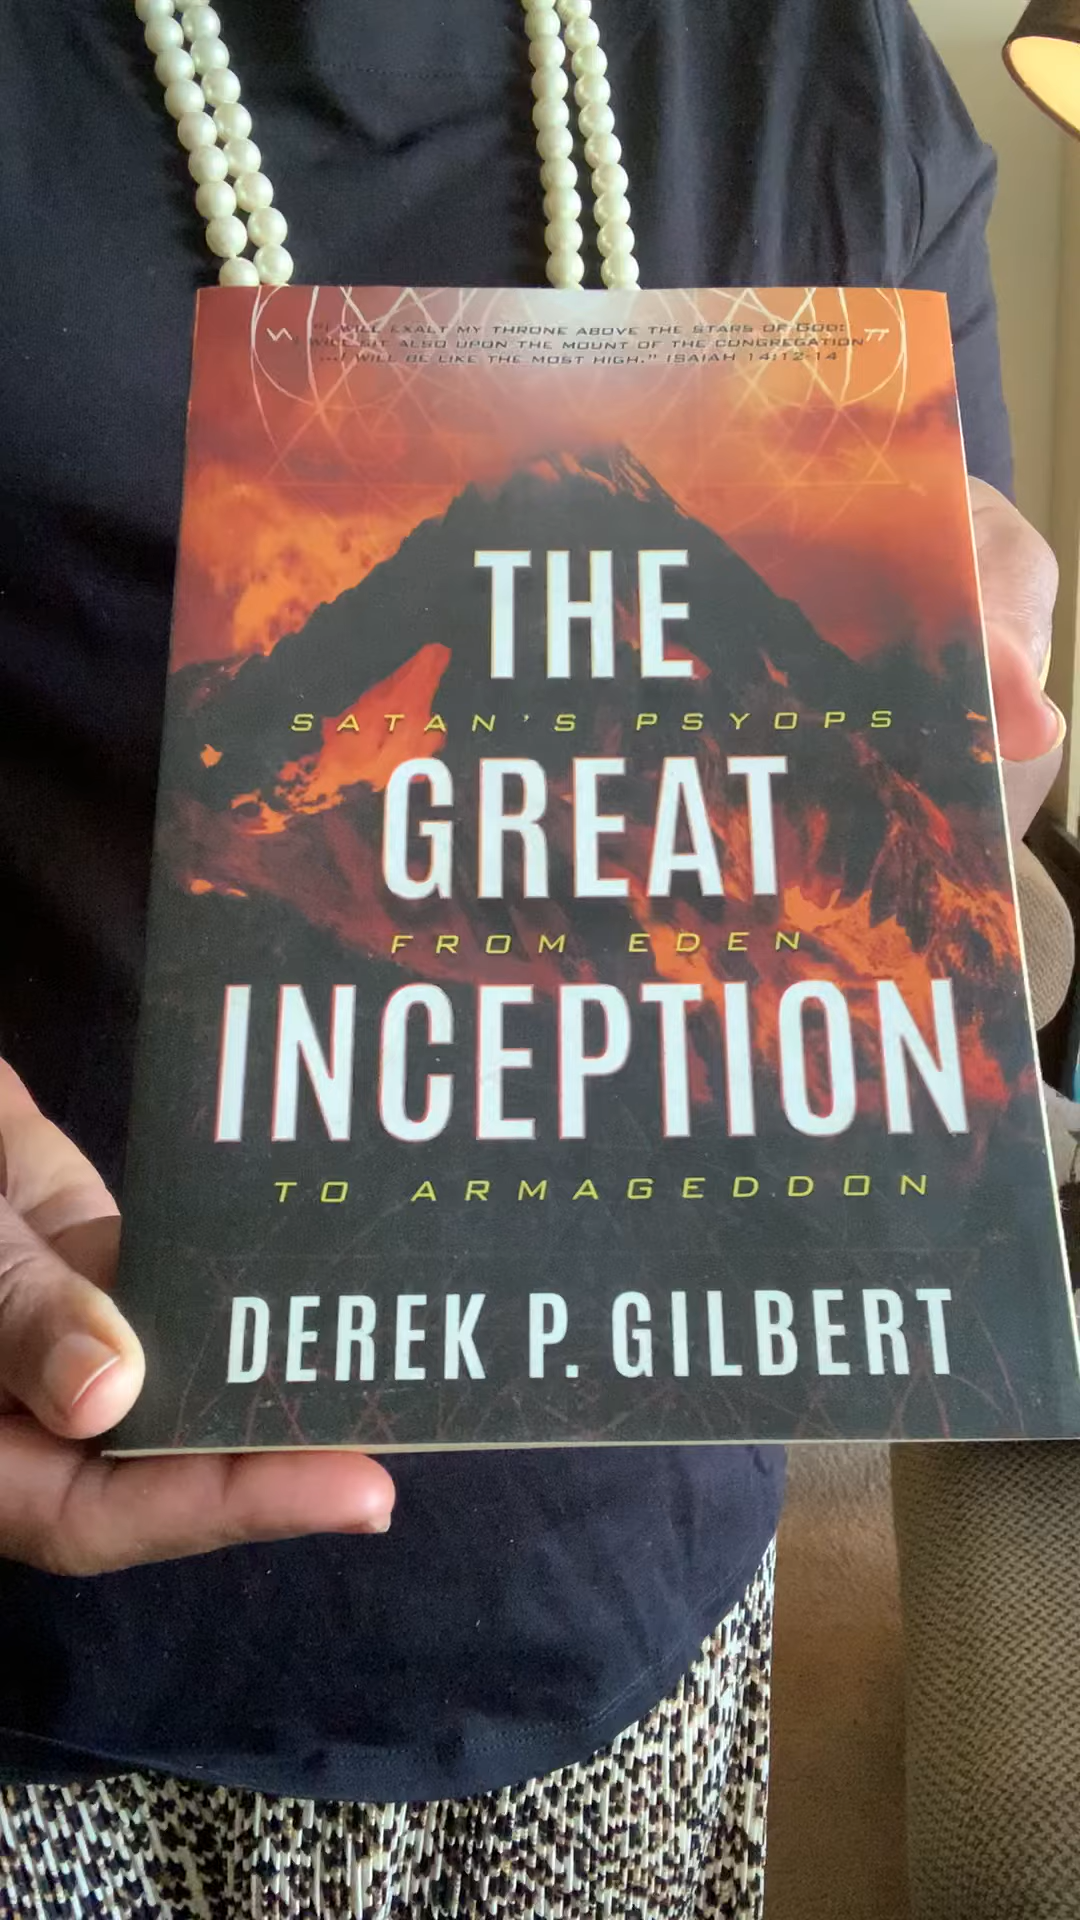 "I WILL EXALT MY THRONE ABOVE THE STARS OF GOD:
I WILL SIT ALSO UPON THE MOUNT OF THE CONGREGATION
...I WILL BE LIKE THE MOST HIGH." ISAIAH 14:12-14
THE
SATAN'S PSYOPS
GREAT
FROM EDEN
INCEPTION
TO ARMAGEDDON
DEREK P. GILBERT